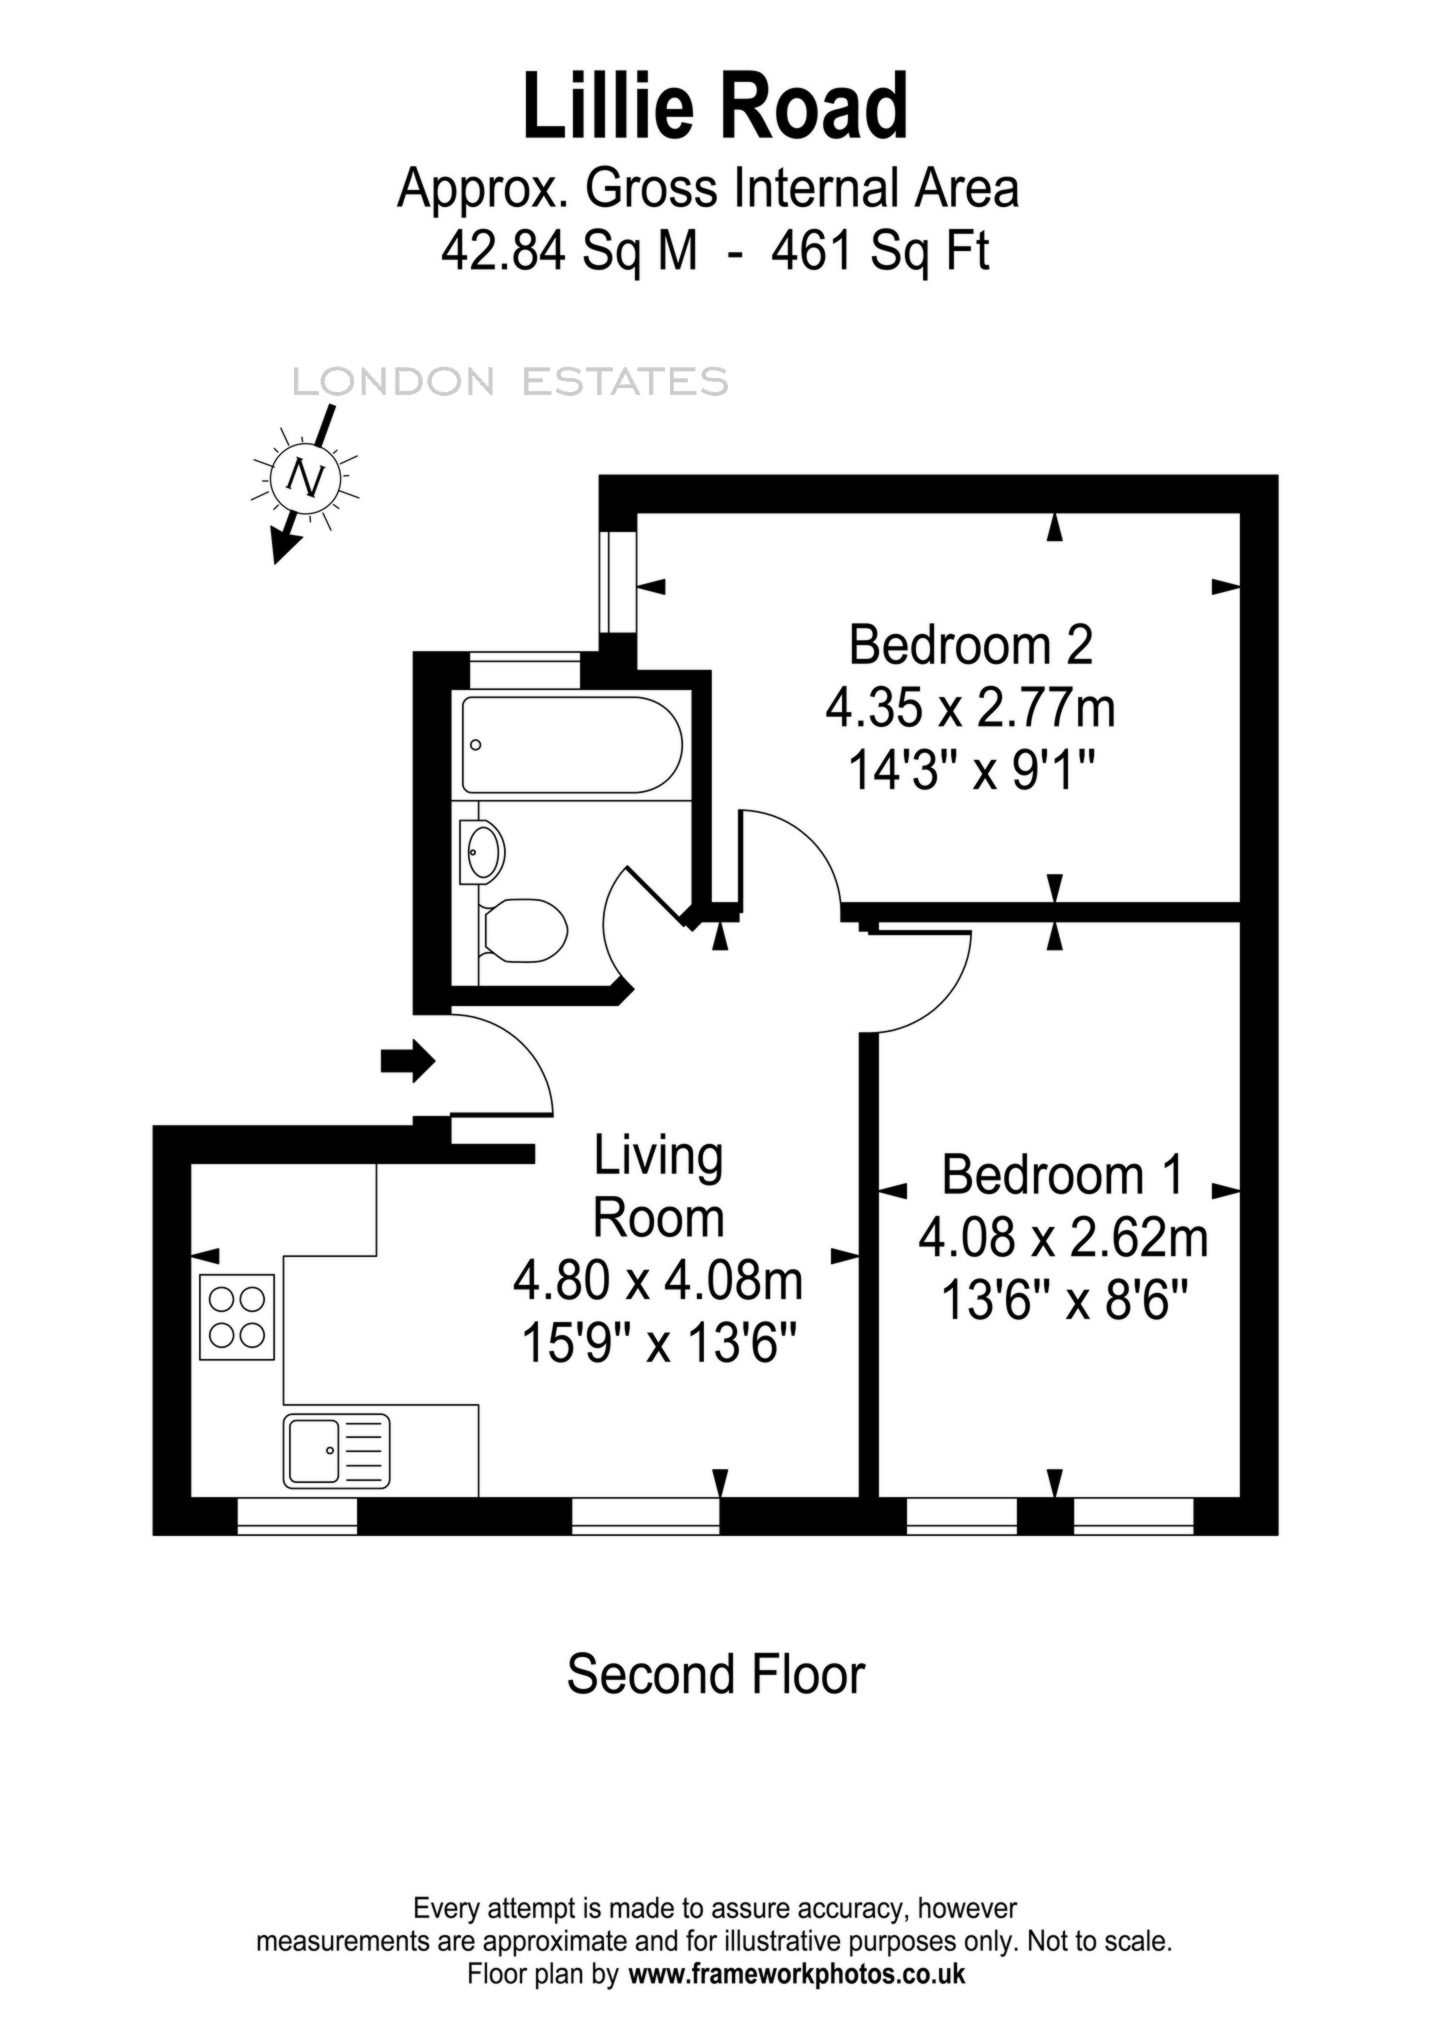 Lillie Road
Approx. Gross Internal Area
42.84 Sq M - 461 Sq Ft
LONDON ESTATES
N
Bedroom 2
4.35 x 2.77m
14'3" x 9'1"
Living
Room
4.80 x 4.08m
15'9" x 13'6"
Bedroom 1
4.08 x 2.62m
13'6" x 8'6"
Second Floor
Every attempt is made to assure accuracy, however
measurements are approximate and for illustrative purposes only. Not to scale.
Floor plan by www.frameworkphotos.co.uk